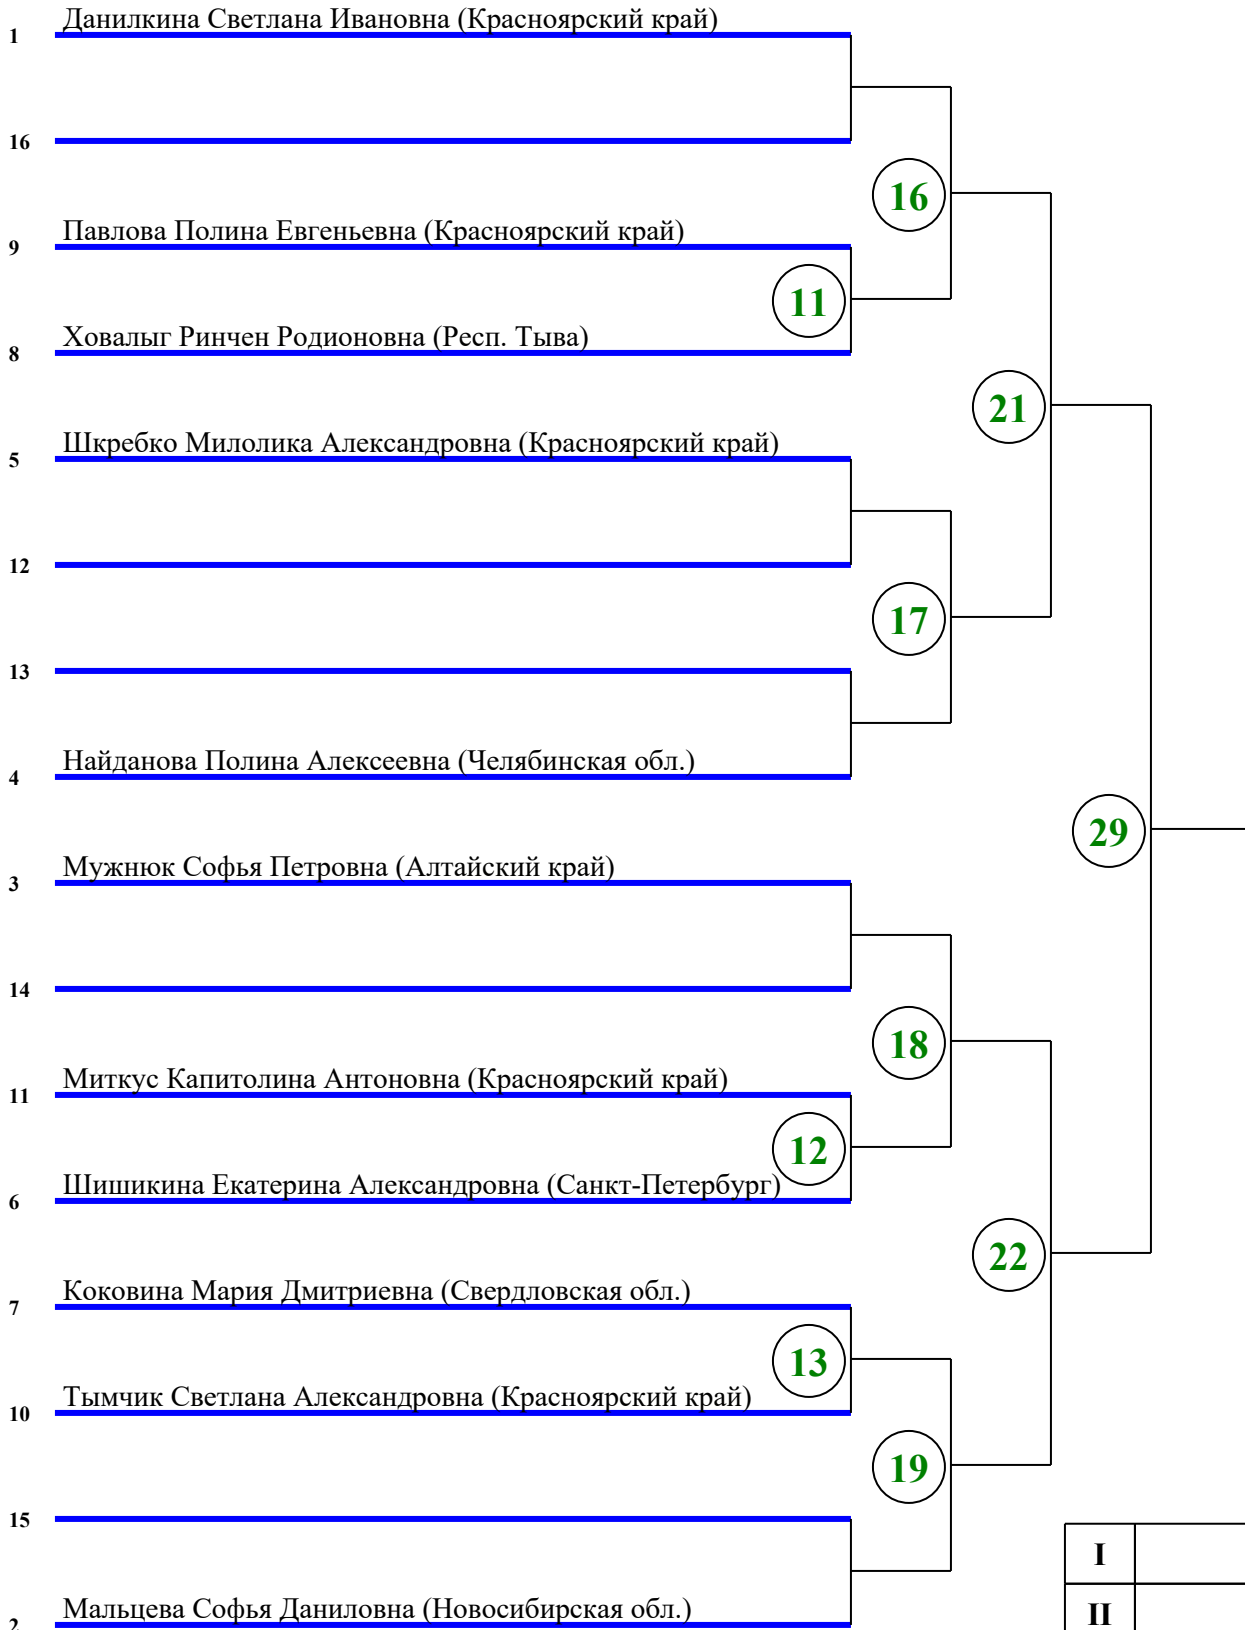 Данилкина Светлана Ивановна (Красноярский край)
1
16
16
Павлова Полина Евгеньевна (Красноярский край)
9
11
Ховалыг Ринчен Родионовна (Респ. Тыва)
8
21
Шкребко Милолика Александровна (Красноярский край)
5
12
17
13
Найданова Полина Алексеевна (Челябинская обл.)
4
29
Мужнюк Софья Петровна (Алтайский край)
3
14
18
Миткус Капитолина Антоновна (Красноярский край)
11
12
Шишикина Екатерина Александровна (Санкт-Петербург)
6
22
Коковина Мария Дмитриевна (Свердловская обл.)
7
13
Тымчик Светлана Александровна (Красноярский край)
10
19
15
I
Мальцева Софья Даниловна (Новосибирская обл.)
2
II